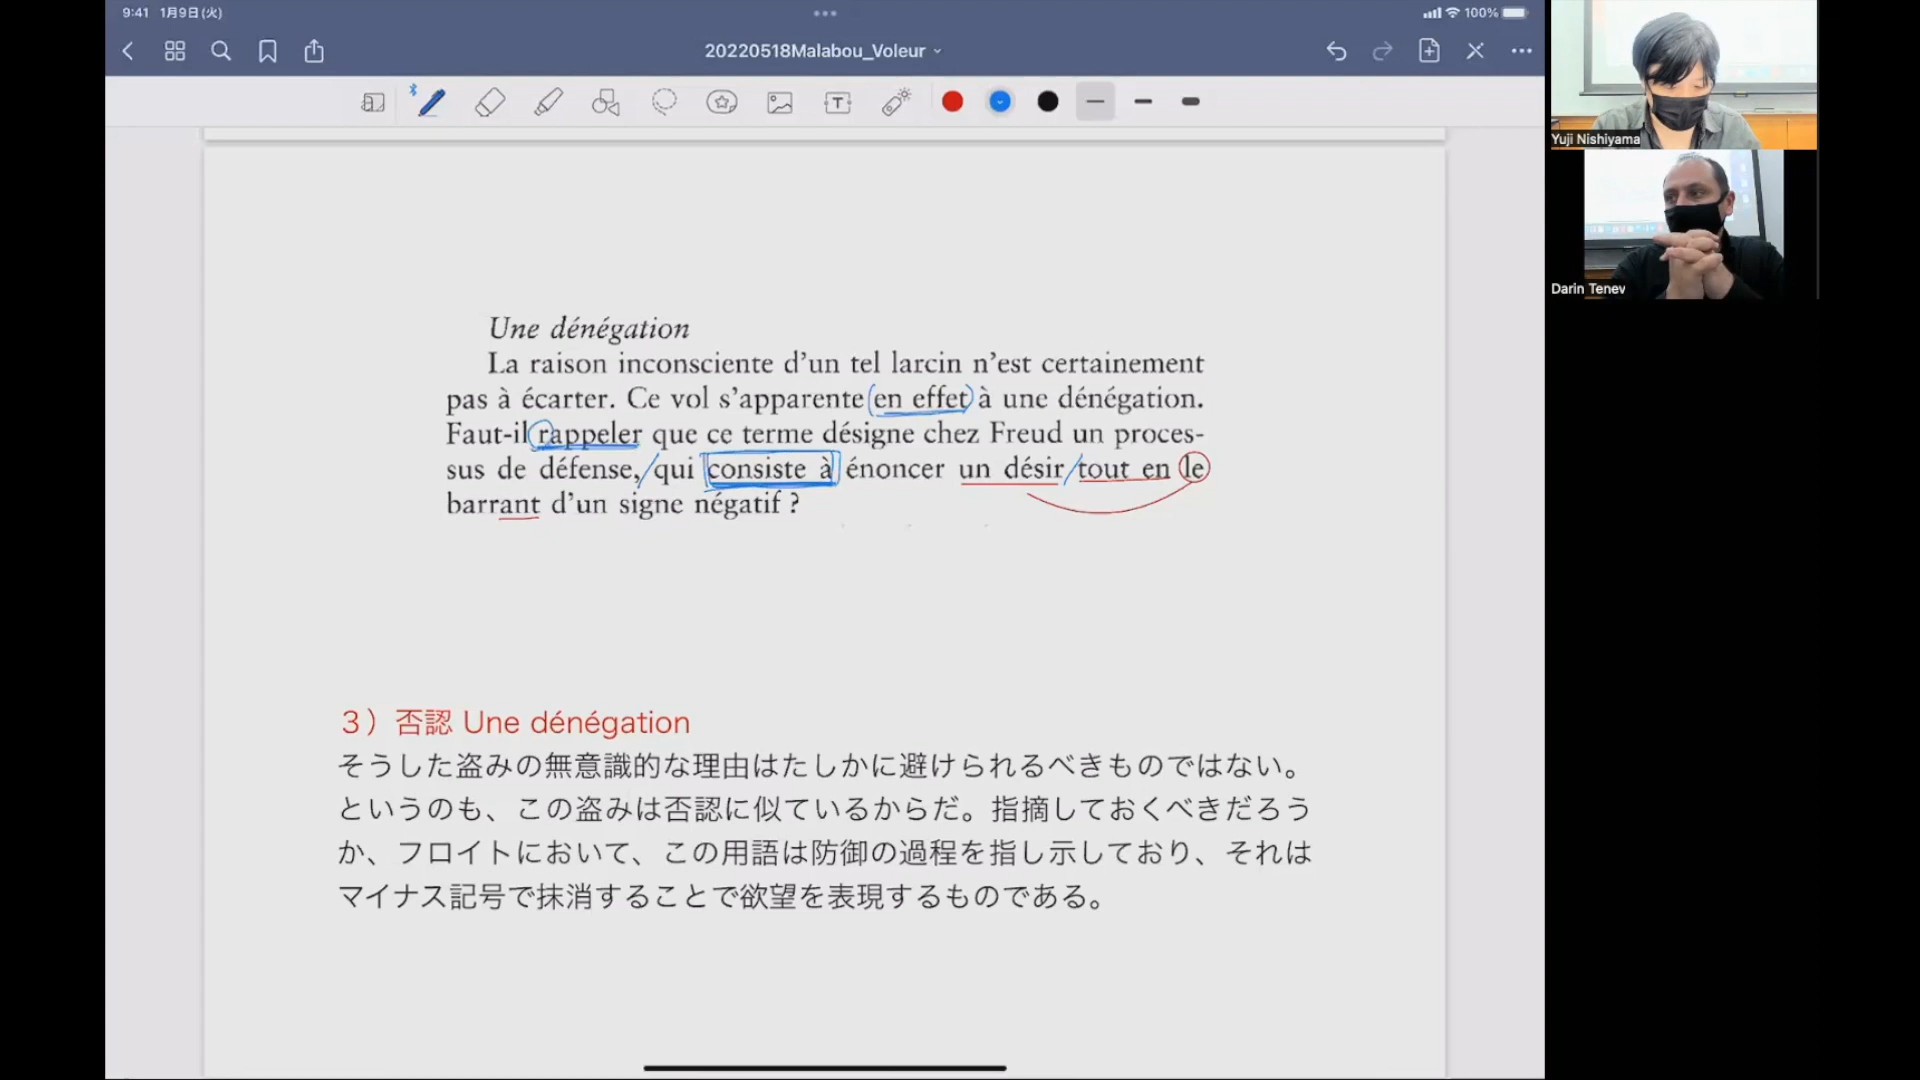 9:41 1月9日(火)
100%
20220518Malabou_Voleur
Yuji Nishiyama
Darin Tenev
Une dénégation
La raison inconsciente d'un tel larcin n'est certainement
pas à écarter. Ce vol s'apparente en effet à une dénégation.
Faut-il rappeler que ce terme désigne chez Freud un proces-
sus de défense, qui consiste à énoncer un désir tout en le
barrant d'un signe négatif ?
3）否認 Une dénégation
そうした盗みの無意識的な理由はたしかに避けられるべきものではない。
というのも、この盗みは否認に似ているからだ。指摘しておくべきだろう
か、フロイトにおいて、この用語は防御の過程を指し示しており、それは
マイナス記号で抹消することで欲望を表現するものである。